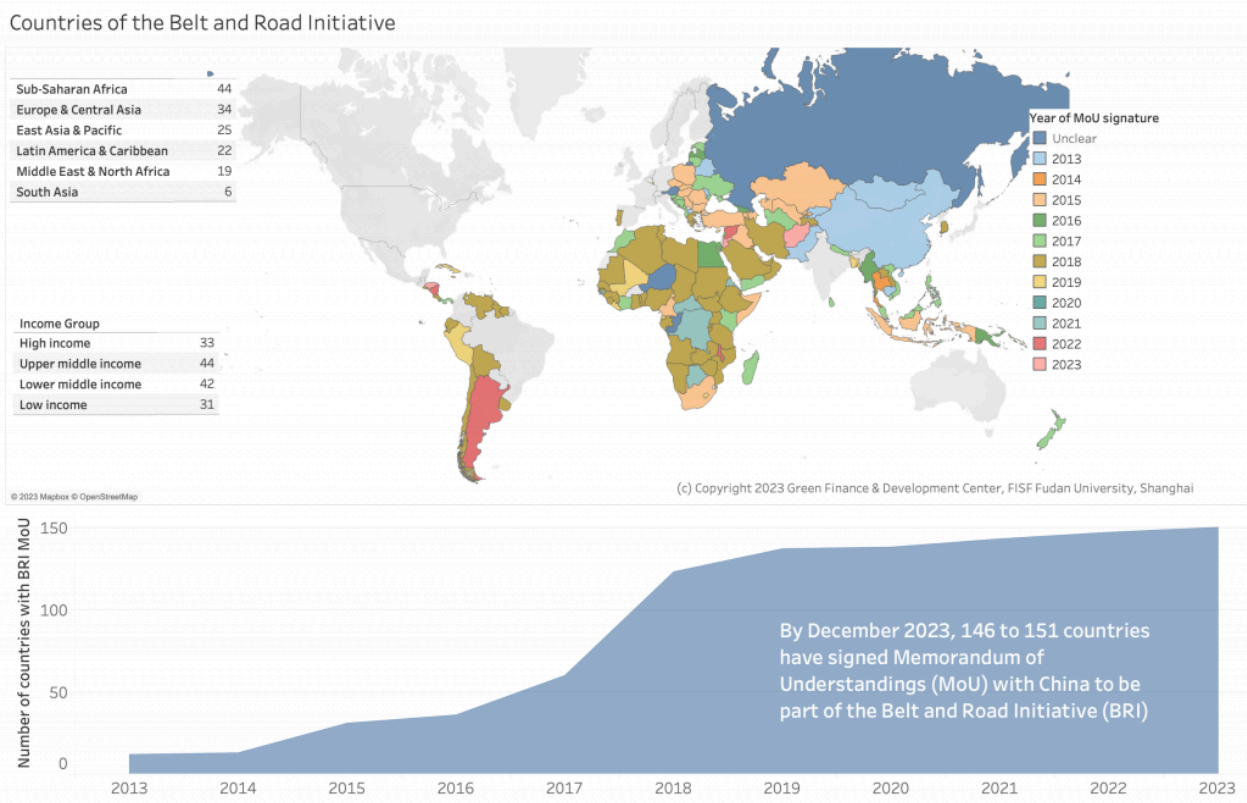 Countries of the Belt and Road Initiative
Sub-Saharan Africa 44
Europe & Central Asia 34
East Asia & Pacific 25
Latin America & Caribbean 22
Middle East & North Africa 19
South Asia 6
Income Group
High income 33
Upper middle income 44
Lower middle income 42
Low income 31
Year of MoU signature
Unclear
2013
2014
2015
2016
2017
2018
2019
2020
2021
2022
2023
© 2023 Mapbox © OpenStreetMap
(c) Copyright 2023 Green Finance & Development Center, FISF Fudan University, Shanghai
Number of countries with BRI MoU
150
100
50
0
By December 2023, 146 to 151 countries
have signed Memorandum of
Understandings (MoU) with China to be
part of the Belt and Road Initiative (BRI)
2013 2014 2015 2016 2017 2018 2019 2020 2021 2022 2023